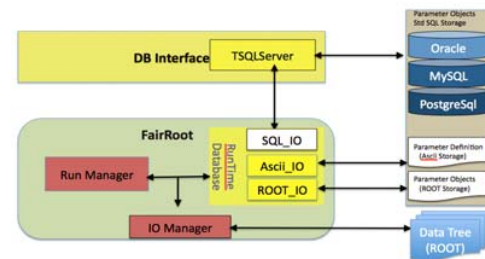 Parameter Objects
Std SQL Storage
DB Interface
TSQLServer
Oracle
MySQL
PostgreSql
FairRoot
SQL_IO
Run Manager
RunTime
Database
Ascii_IO
ROOT_IO
Parameter Definition
(Ascii Storage)
Parameter Objects
(ROOT Storage)
IO Manager
Data Tree
(ROOT)